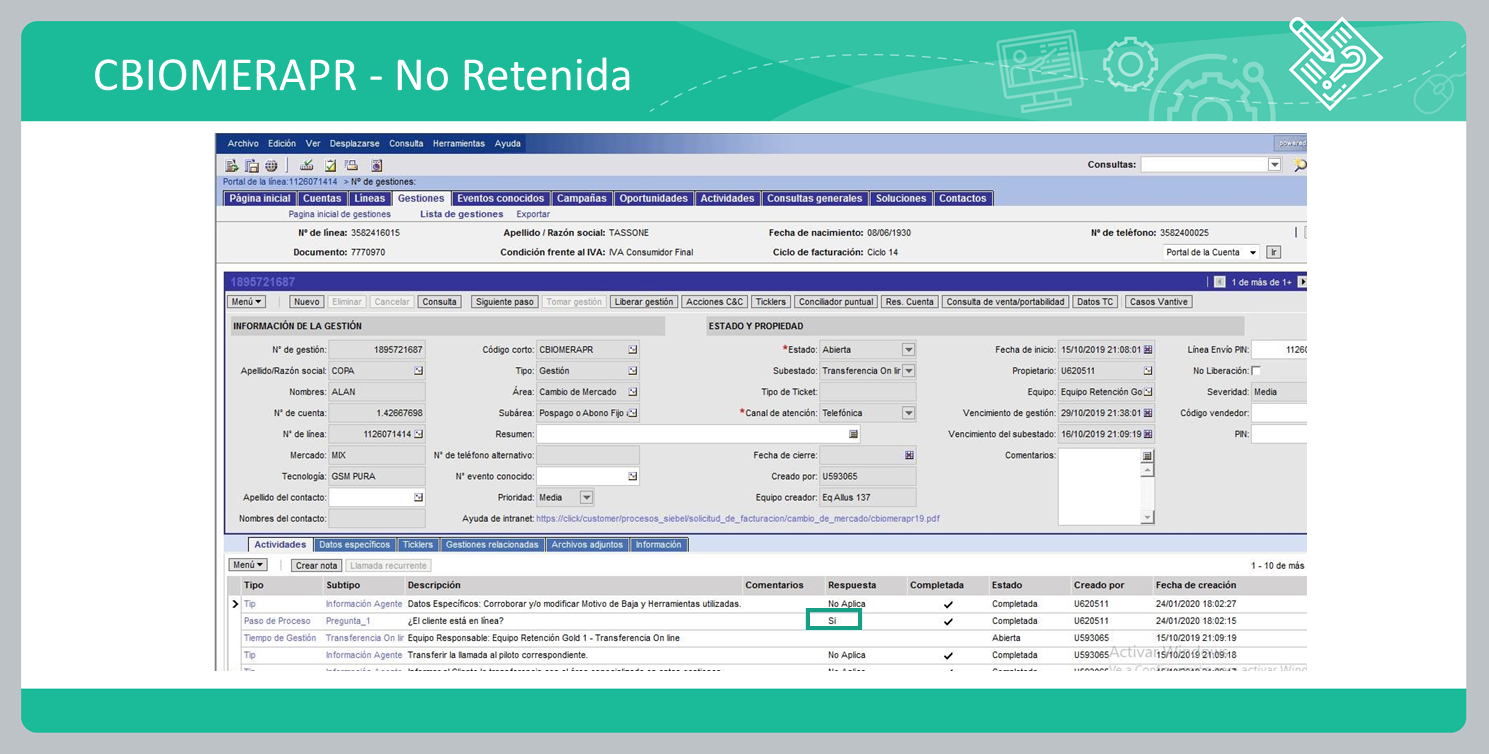 CBIOMERAPR - No Retenida
Archivo Edición Ver Desplazarse Consulta Herramientas Ayuda powered
Consultas:
Portal de la línea:1126071414 > Nº de gestiones:
Página inicial Cuentas Líneas Gestiones Eventos conocidos Campañas Oportunidades Actividades Consultas generales Soluciones Contactos
Pagina inicial de gestiones Lista de gestiones Exportar
Nº de línea: 3582416015 Apellido / Razón social: TASSONE Fecha de nacimiento: 08/06/1930 Nº de teléfono: 3582400025
Documento: 7770970 Condición frente al IVA: IVA Consumidor Final Ciclo de facturación: Ciclo 14 Portal de la Cuenta Ir
1895721687 1 de más de 1+
Menú Nuevo Eliminar Cancelar Consulta Siguiente paso Tomar gestión Liberar gestión Acciones C&C Ticklers Conciliador puntual Res. Cuenta Consulta de venta/portabilidad Datos TC Casos Vantive
INFORMACIÓN DE LA GESTIÓN ESTADO Y PROPIEDAD
N° de gestión: 1895721687 Código corto: CBIOMERAPR *Estado: Abierta Fecha de inicio: 15/10/2019 21:08:01 Línea Envío PIN: 1126
Apellido/Razón social: COPA Tipo: Gestión Subestado: Transferencia On lir Propietario: U620511 No Liberación:
Nombres: ALAN Área: Cambio de Mercado Tipo de Ticket: Equipo: Equipo Retención Go Severidad: Media
N° de cuenta: 1.42667698 Subárea: Pospago o Abono Fijo *Canal de atención: Telefónica Vencimiento de gestión: 29/10/2019 21:38:01 Código vendedor:
N° de línea: 1126071414 Resumen: Vencimiento del subestado: 16/10/2019 21:09:19 PIN:
Mercado: MIX N° de teléfono alternativo: Fecha de cierre: Comentarios:
Tecnología: GSM PURA N° evento conocido: Creado por: U593065
Apellido del contacto: Prioridad: Media Equipo creador: Eq Allus 137
Nombres del contacto: Ayuda de intranet: https://click/customer/procesos_siebel/solicitud_de_facturacion/cambio_de_mercado/cbiomerapr19.pdf
Actividades Datos específicos Ticklers Gestiones relacionadas Archivos adjuntos Información
Menú Crear nota Llamada recurrente 1 - 10 de más
Tipo Subtipo Descripción Comentarios Respuesta Completada Estado Creado por Fecha de creación
Tip Información Agente Datos Específicos: Corroborar y/o modificar Motivo de Baja y Herramientas utilizadas. No Aplica Completada U620511 24/01/2020 18:02:27
Paso de Proceso Pregunta_1 ¿El cliente está en línea? Si Completada U620511 24/01/2020 18:02:15
Tiempo de Gestión Transferencia On lir Equipo Responsable: Equipo Retención Gold 1 - Transferencia On line Abierta U593065 15/10/2019 21:09:19
Tip Información Agente Transferir la llamada al piloto correspondiente. No Aplica Completada U593065 15/10/2019 21:09:18